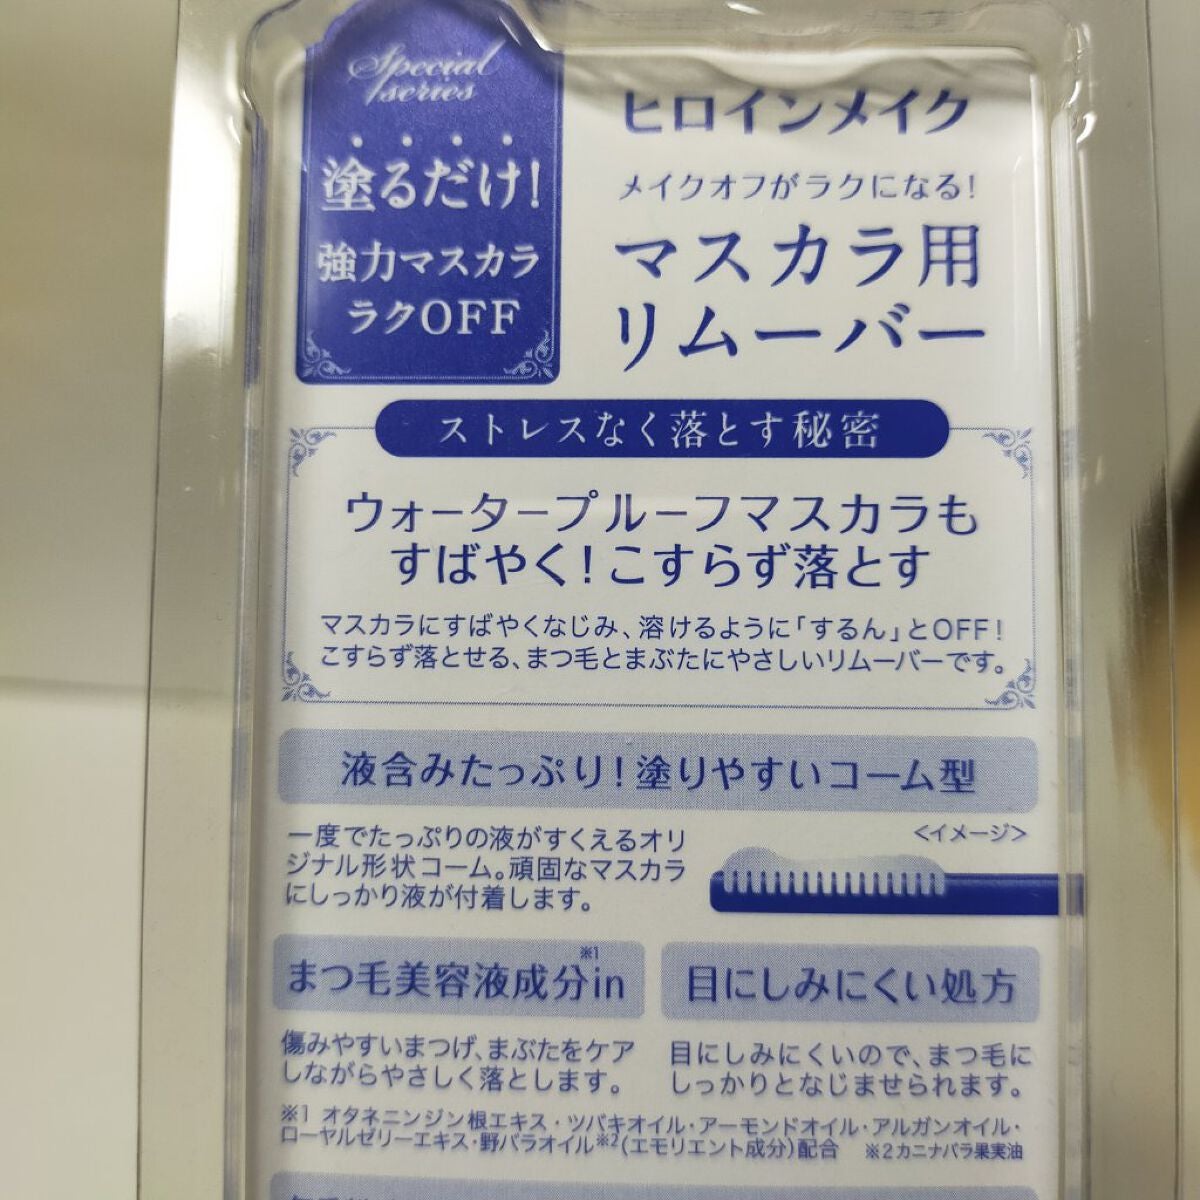 Special
series
塗るだけ!
強力マスカラ
ラクOFF
ヒロインメイク
メイクオフがラクになる!
マスカラ用
リムーバー
ストレスなく落とす秘密
ウォータープルーフマスカラも
すばやく!こすらず落とす
マスカラにすばやくなじみ、溶けるように「するん」とOFF!
こすらず落とせる、まつ毛とまぶたにやさしいリムーバーです。
液含みたっぷり!塗りやすいコーム型
一度でたっぷりの液がすくえるオリ
ジナル形状コーム。頑固なマスカラ
にしっかり液が付着します。
<イメージ>
まつ毛美容液成分※1in
傷みやすいまつげ、まぶたをケア
しながらやさしく落とします。
目にしみにくい処方
目にしみにくいので、まつ毛に
しっかりとなじませられます。
※1 オタネニンジン根エキス・ツバキオイル・アーモンドオイル・アルガンオイル・
ローヤルゼリーエキス・野バラオイル※2(エモリエント成分)配合 ※2カニナバラ果実油